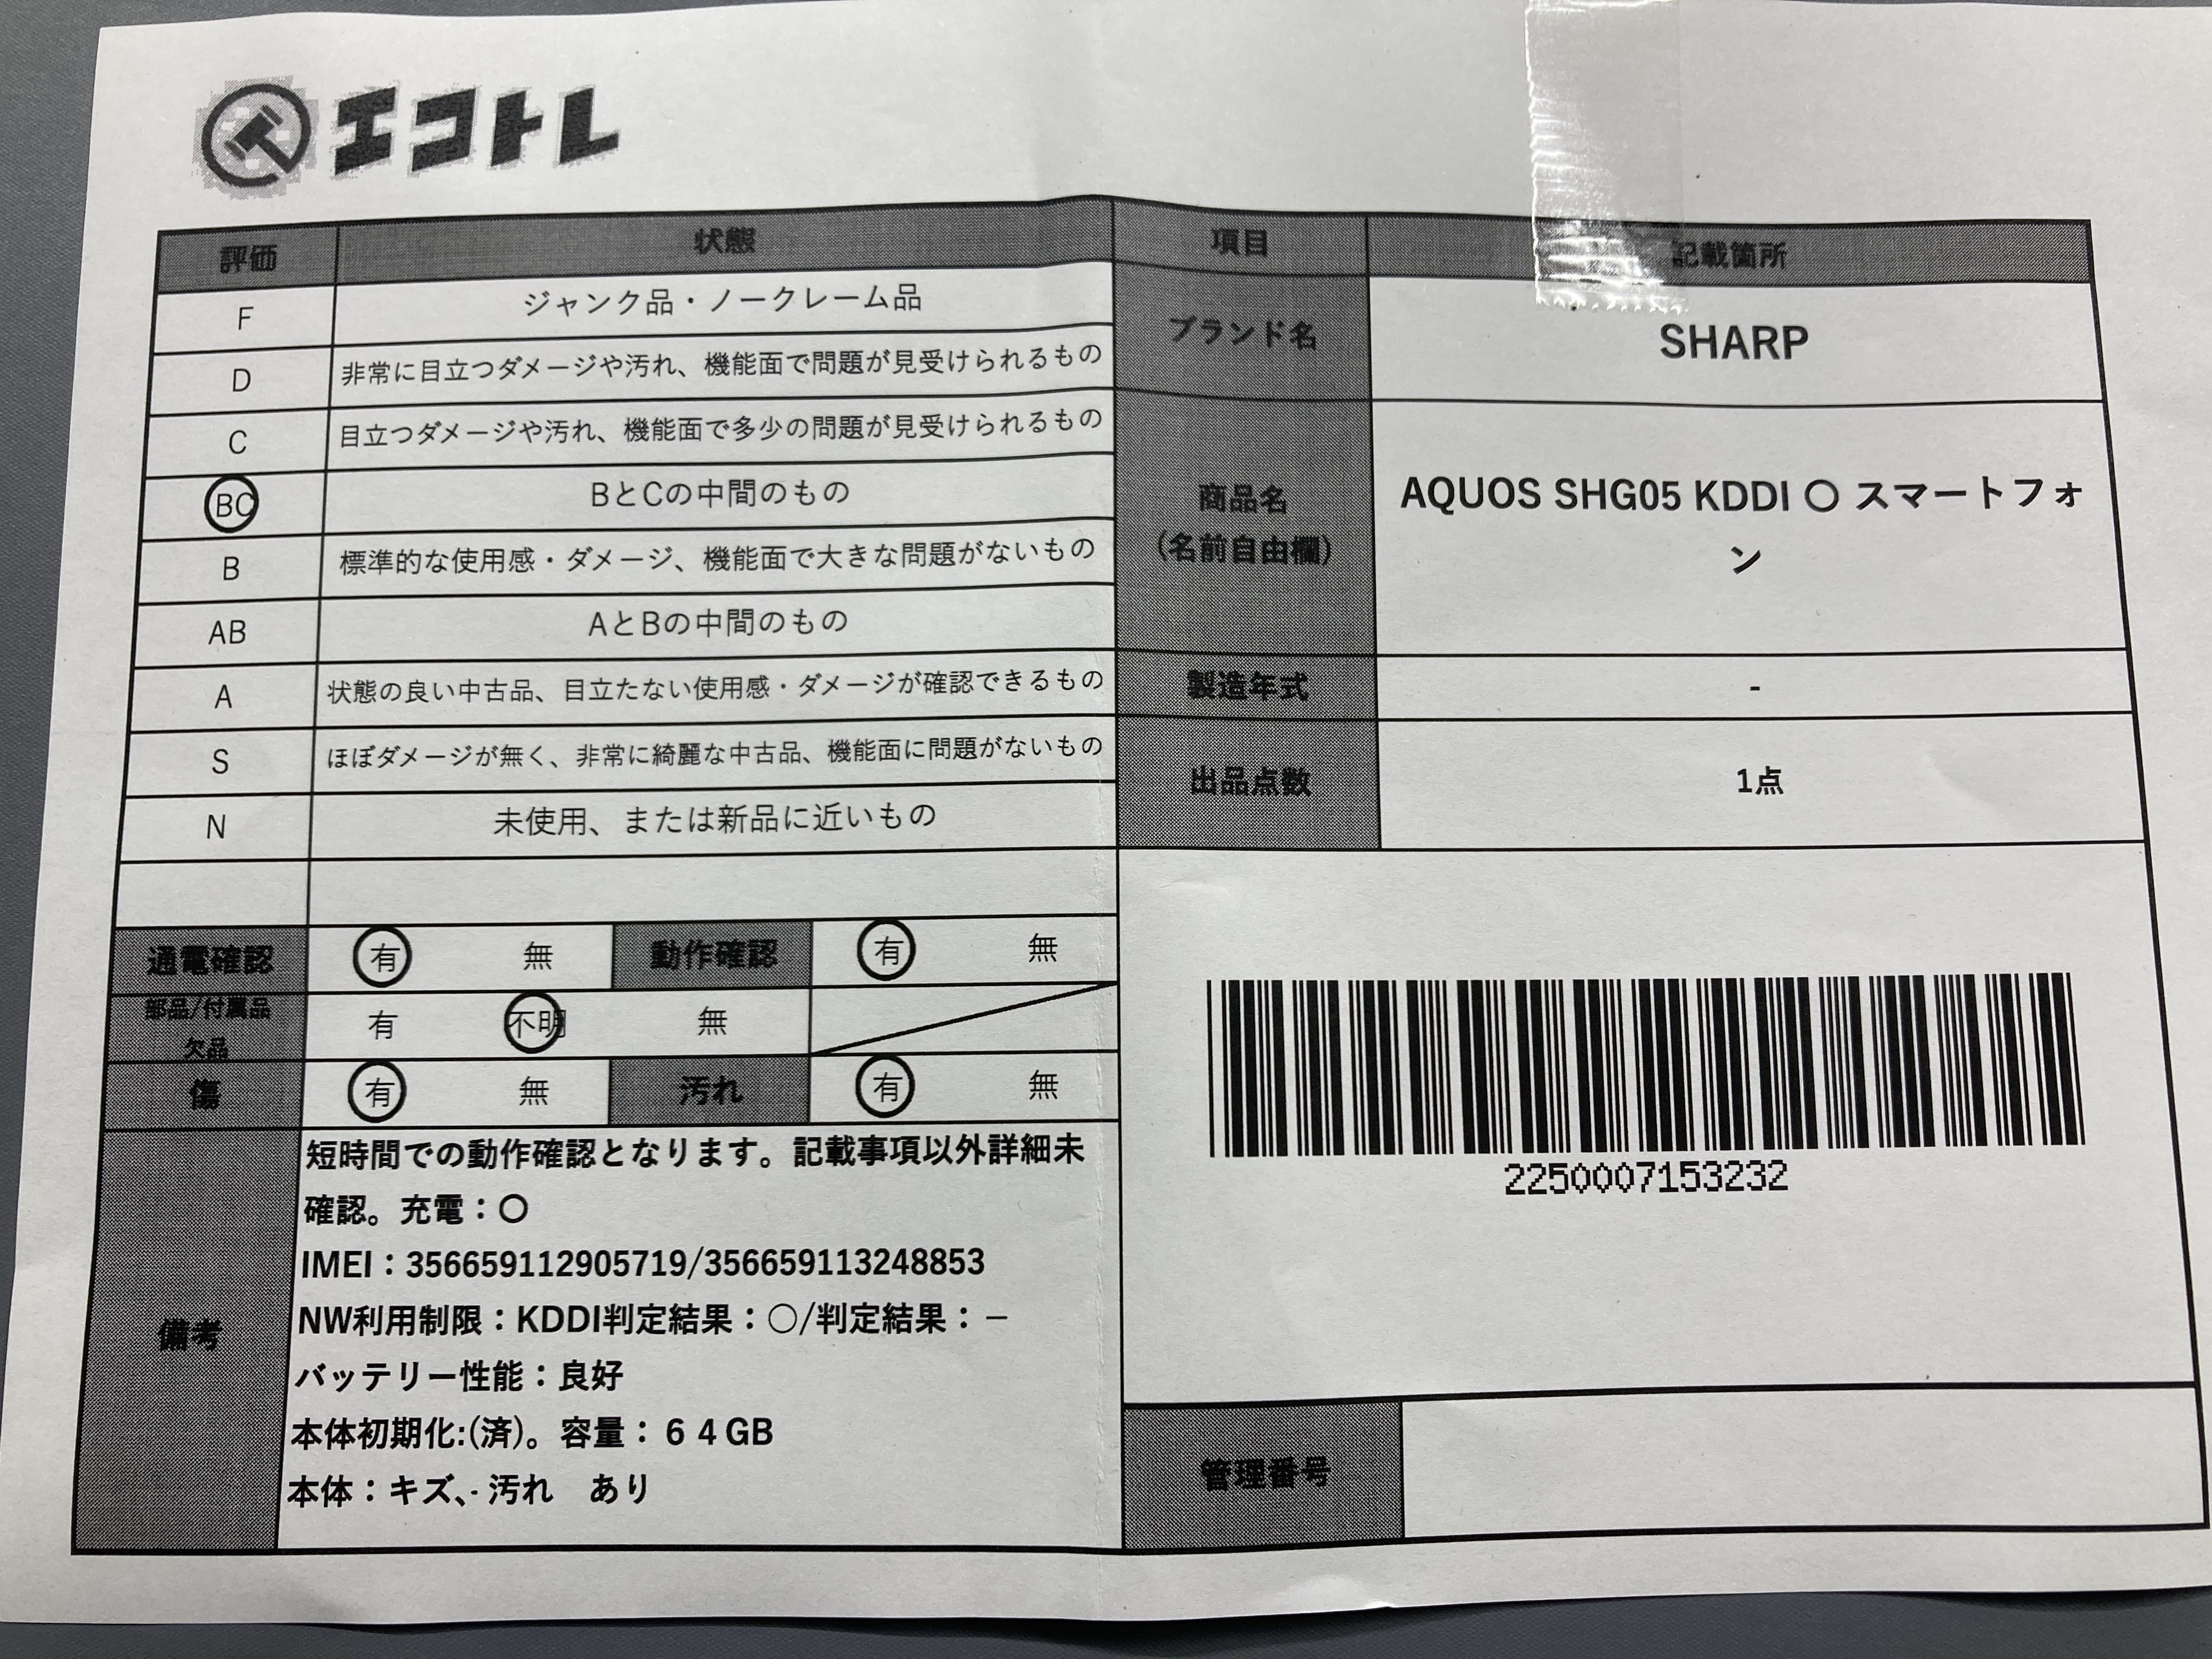 エコトレ
評価 状態
F ジャンク品・ノークレーム品
D 非常に目立つダメージや汚れ、機能面で問題が見受けられるもの
C 目立つダメージや汚れ、機能面で多少の問題が見受けられるもの
BC BとCの中間のもの
B 標準的な使用感・ダメージ、機能面で大きな問題がないもの
AB AとBの中間のもの
A 状態の良い中古品、目立たない使用感・ダメージが確認できるもの
S ほぼダメージが無く、非常に綺麗な中古品、機能面に問題がないもの
N 未使用、または新品に近いもの
通電確認 有 無 動作確認 有 無
部品/付属品
欠品
有 不明 無
傷 有 無 汚れ 有 無
備考
短時間での動作確認となります。記載事項以外詳細未
確認。充電：〇
IMEI：356659112905719/356659113248853
NW利用制限：KDDI判定結果：○/判定結果：－
バッテリー性能：良好
本体初期化:(済)。容量：６４GB
本体：キズ、- 汚れ　あり
項目 記載箇所
ブランド名 SHARP
商品名
(名前自由欄)
AQUOS SHG05 KDDI 〇 スマートフォ
ン
製造年式 -
出品点数 1点
2250007153232
管理番号